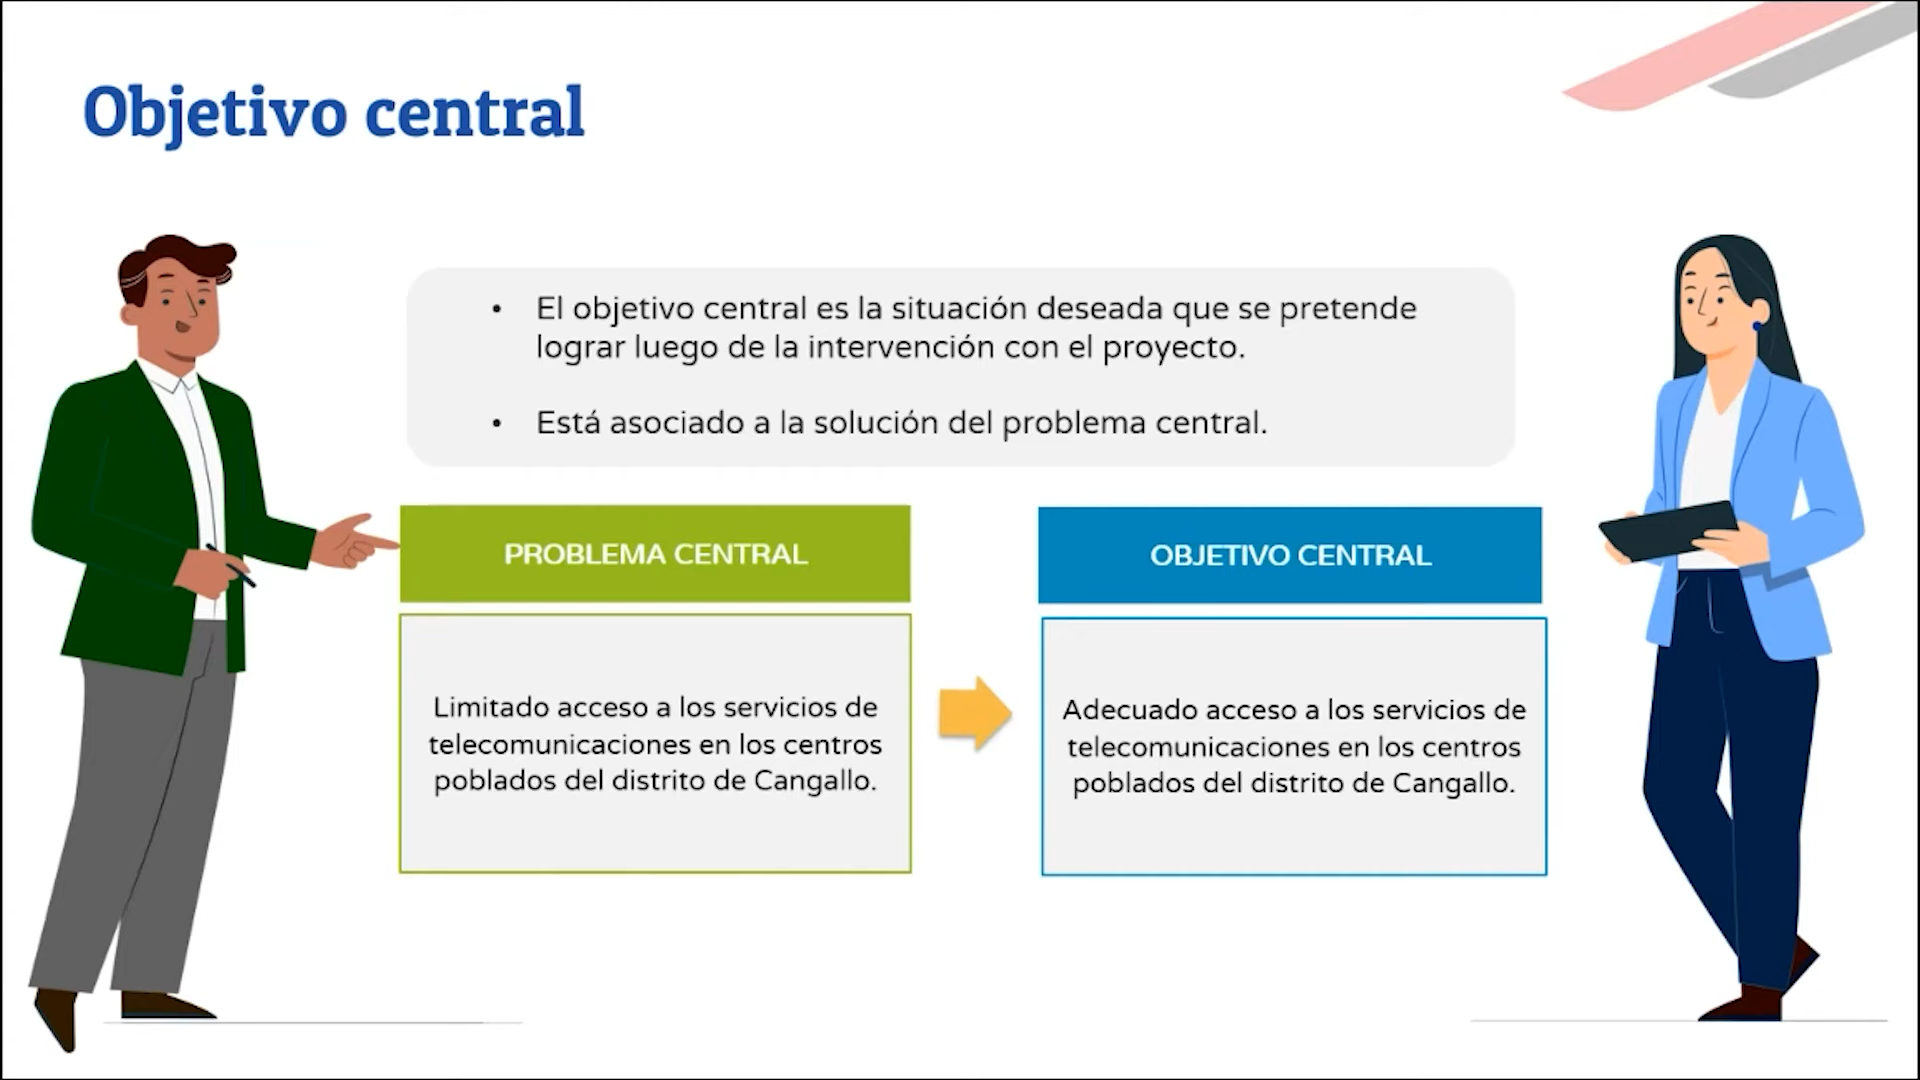 Objetivo central
• El objetivo central es la situación deseada que se pretende
lograr luego de la intervención con el proyecto.
• Está asociado a la solución del problema central.
PROBLEMA CENTRAL
Limitado acceso a los servicios de
telecomunicaciones en los centros
poblados del distrito de Cangallo.
OBJETIVO CENTRAL
Adecuado acceso a los servicios de
telecomunicaciones en los centros
poblados del distrito de Cangallo.